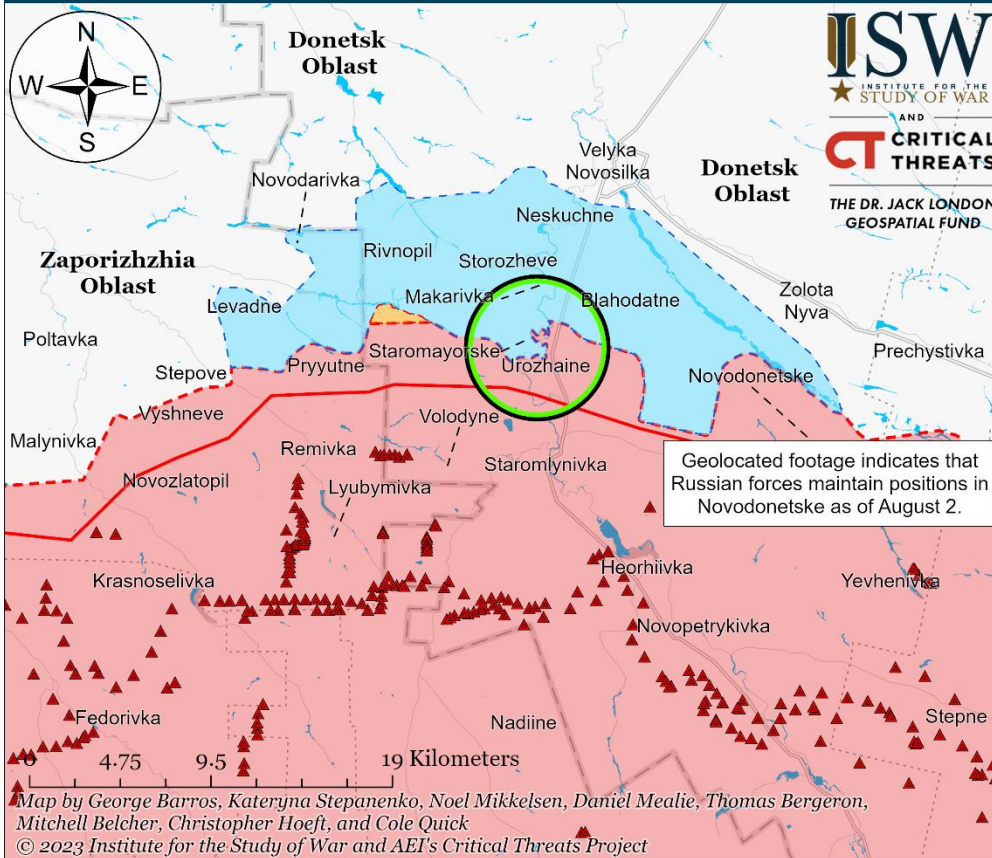 N
W E
S
Donetsk
Oblast
ISW
INSTITUTE FOR THE
STUDY OF WAR
AND
CT CRITICAL
THREATS
THE DR. JACK LONDON
GEOSPATIAL FUND
Velyka
Novosilka
Donetsk
Oblast
Novodarivka
Neskuchne
Rivnopil
Storozheve
Zaporizhzhia
Oblast
Levadne
Makarivka
Blahodatne
Zolota
Nyva
Poltavka
Staromayorske
Prechystivka
Stepove
Pryyutne
Urozhaine
Novodonetske
Vyshneve
Volodyne
Malynivka
Remivka
Staromlynivka
Novozlatopil
Lyubymivka
Geolocated footage indicates that
Russian forces maintain positions in
Novodonetske as of August 2.
Krasnoselivka
Heorhiivka
Yevhenivka
Novopetrykivka
Fedorivka
Nadiine
Stepne
0 4.75 9.5 19 Kilometers
Map by George Barros, Kateryna Stepanenko, Noel Mikkelsen, Daniel Mealie, Thomas Bergeron,
Mitchell Belcher, Christopher Hoeft, and Cole Quick
© 2023 Institute for the Study of War and AEI's Critical Threats Project